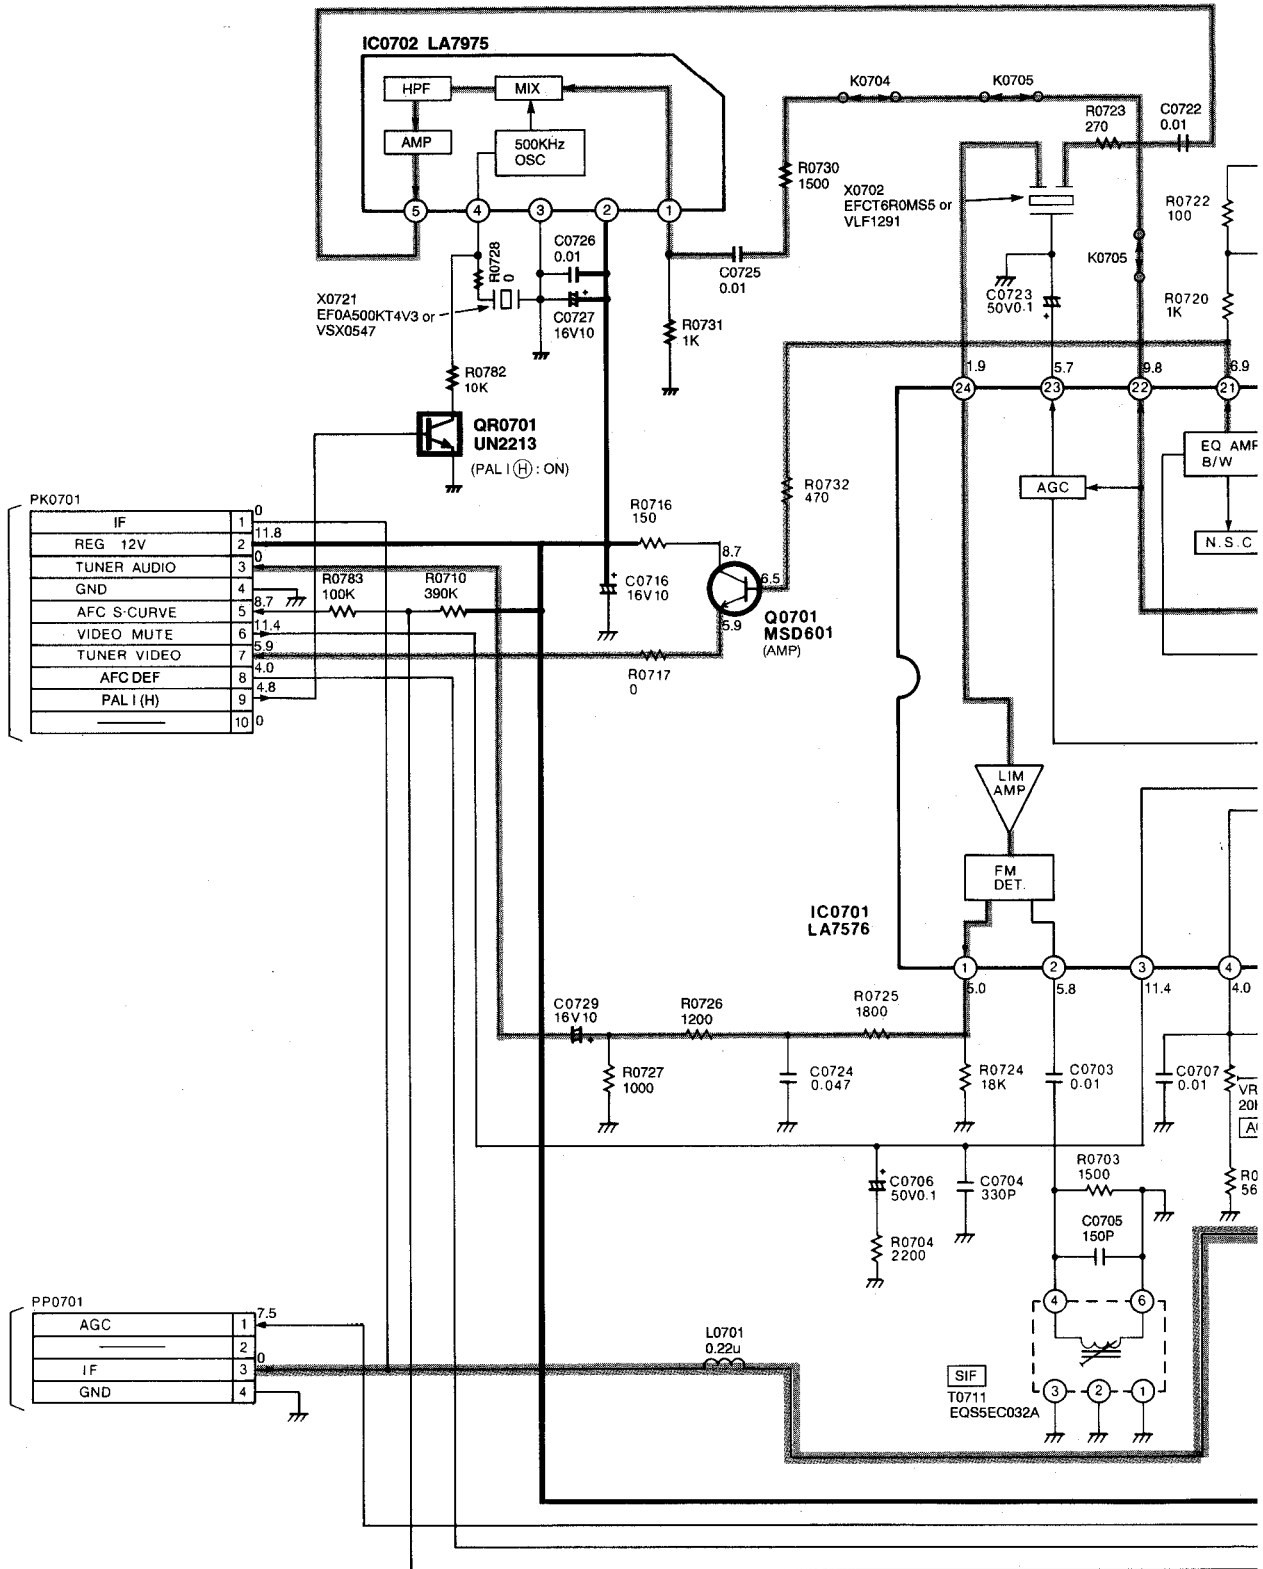 IC0702 LA7975
HPF
MIX
AMP
500KHz
OSC
5
4
3
2
1
K0704
K0705
R0723
270
C0722
0.01
R0730
1500
X0702
EFCT6R0MS5 or
VLF1291
R0722
100
K0705
C0726
0.01
R0728
0
C0725
0.01
C0723
50V0.1
R0720
1K
X0721
EF0A500KT4V3 or
VSX0547
C0727
16V10
R0731
1K
R0782
10K
1.9
5.7
9.8
6.9
24
23
22
21
QR0701
UN2213
(PAL I (H) : ON)
EQ AMP
B/W
AGC
N.S.C
R0732
470
PK0701
IF 1 0
REG 12V 2 11.8
TUNER AUDIO 3 0
GND 4
AFC S-CURVE 5 8.7
VIDEO MUTE 6 11.4
TUNER VIDEO 7 5.9
AFC DEF 8 4.0
PAL I (H) 9 4.8
10 0
R0716
150
R0783
100K
R0710
390K
C0716
16V10
8.7
6.5
5.9
Q0701
MSD601
(AMP)
R0717
0
LIM
AMP
FM
DET.
IC0701
LA7576
1
2
3
4
5.0
5.8
11.4
4.0
C0729
16V10
R0726
1200
R0725
1800
R0727
1000
C0724
0.047
R0724
18K
C0703
0.01
C0707
0.01
VR
20
A
C0706
50V0.1
C0704
330P
R0703
1500
R0
56
C0705
150P
R0704
2200
4
6
PP0701
AGC 1 7.5
2
IF 3 0
GND 4
L0701
0.22u
SIF
T0711
EQS5EC032A
3
2
1